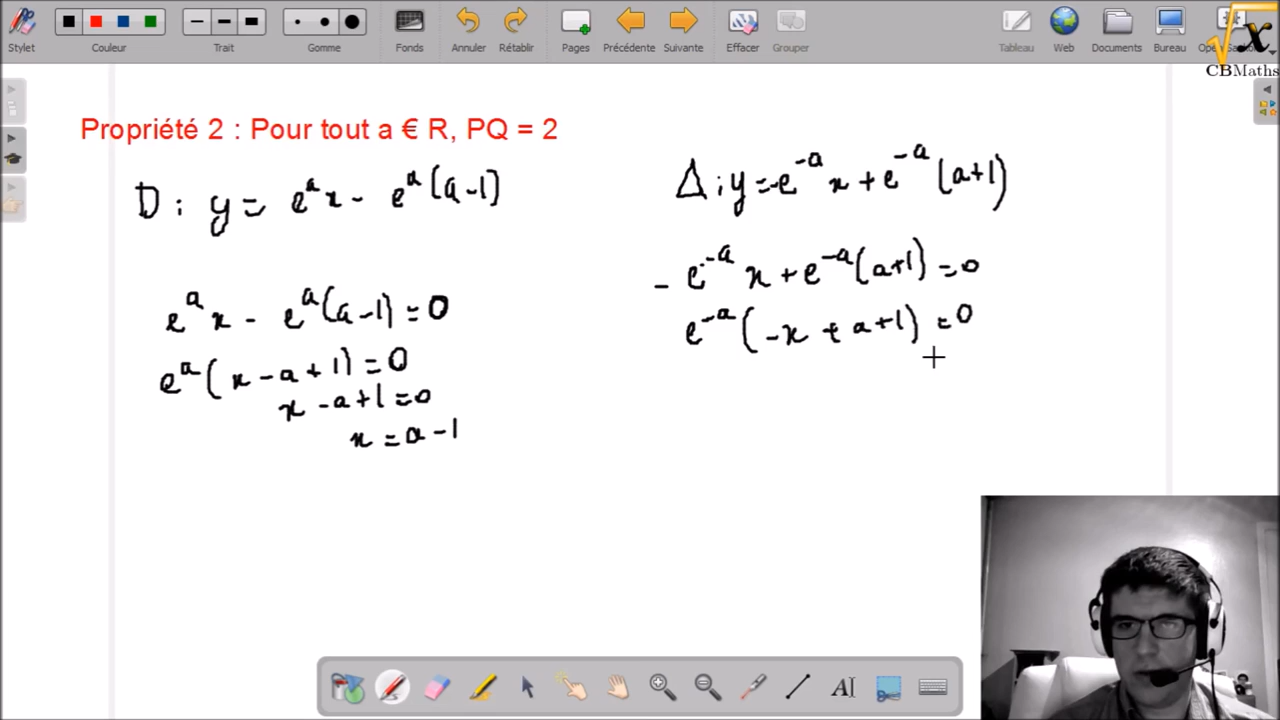 Stylet
Couleur
Trait
Gomme
Fonds
Annuler
Rétablir
Pages
Précédente
Suivante
Effacer
Grouper
Tableau
Web
Documents
Bureau
√x
CBMaths
Propriété 2 : Pour tout a € R, PQ = 2
D : y = e^a x - e^a (a-1)
Δ : y = -e^-a x + e^-a (a+1)
e^a x - e^a (a-1) = 0
e^a (x - a + 1) = 0
x - a + 1 = 0
x = a - 1
- e^-a x + e^-a (a+1) = 0
e^-a (-x + a + 1) = 0
AI